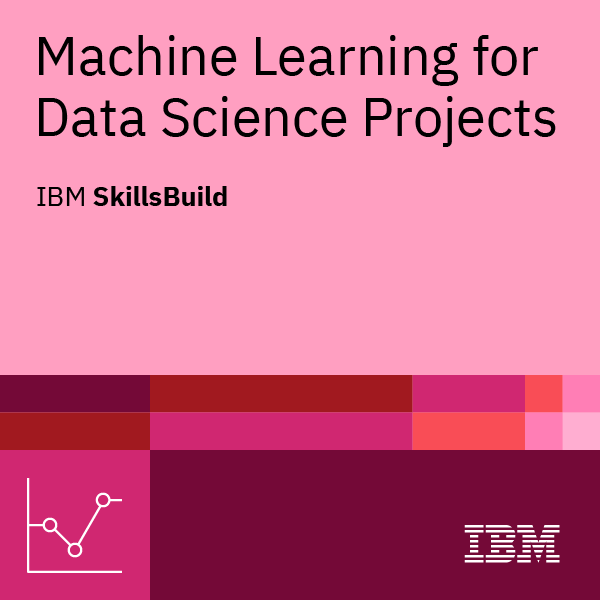 Machine Learning for
Data Science Projects
IBM SkillsBuild
IBM